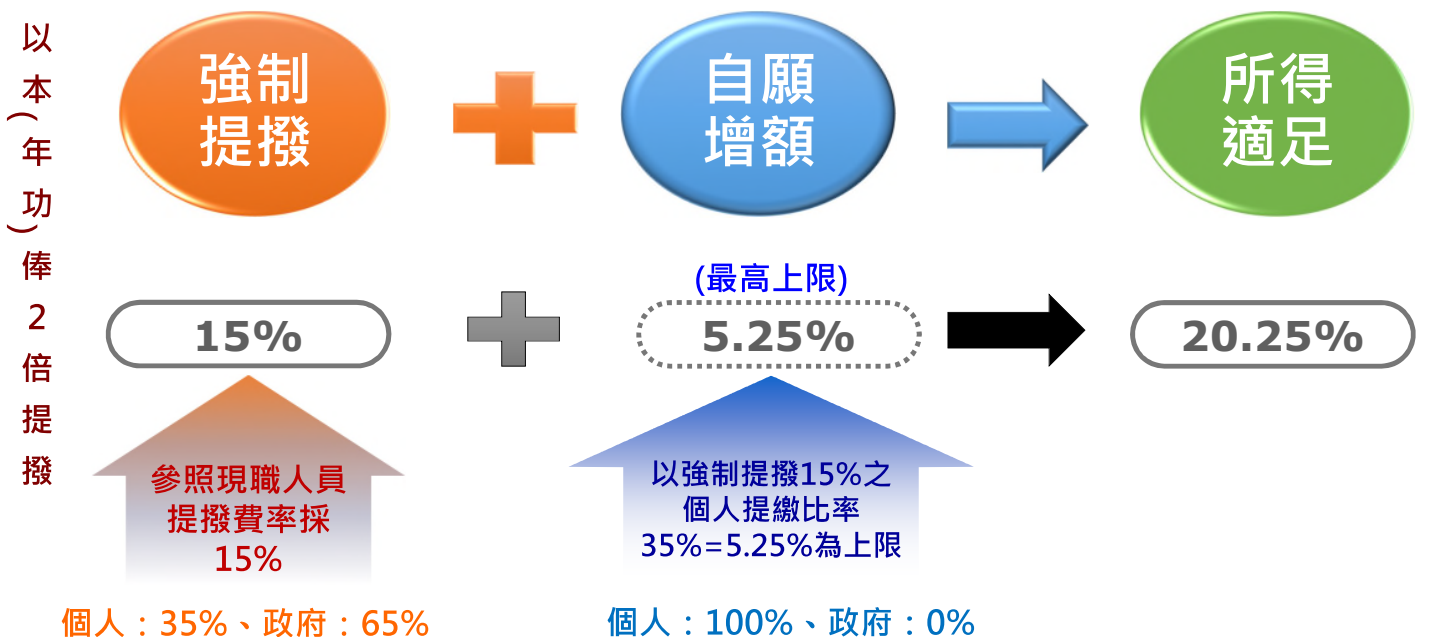 以本(年功)俸2倍提撥
強制
提撥
自願
增額
所得
適足
(最高上限)
15%
5.25%
20.25%
參照現職人員
提撥費率採
15%
以強制提撥15%之
個人提繳比率
35%=5.25%為上限
個人：35%、政府：65%
個人：100%、政府：0%